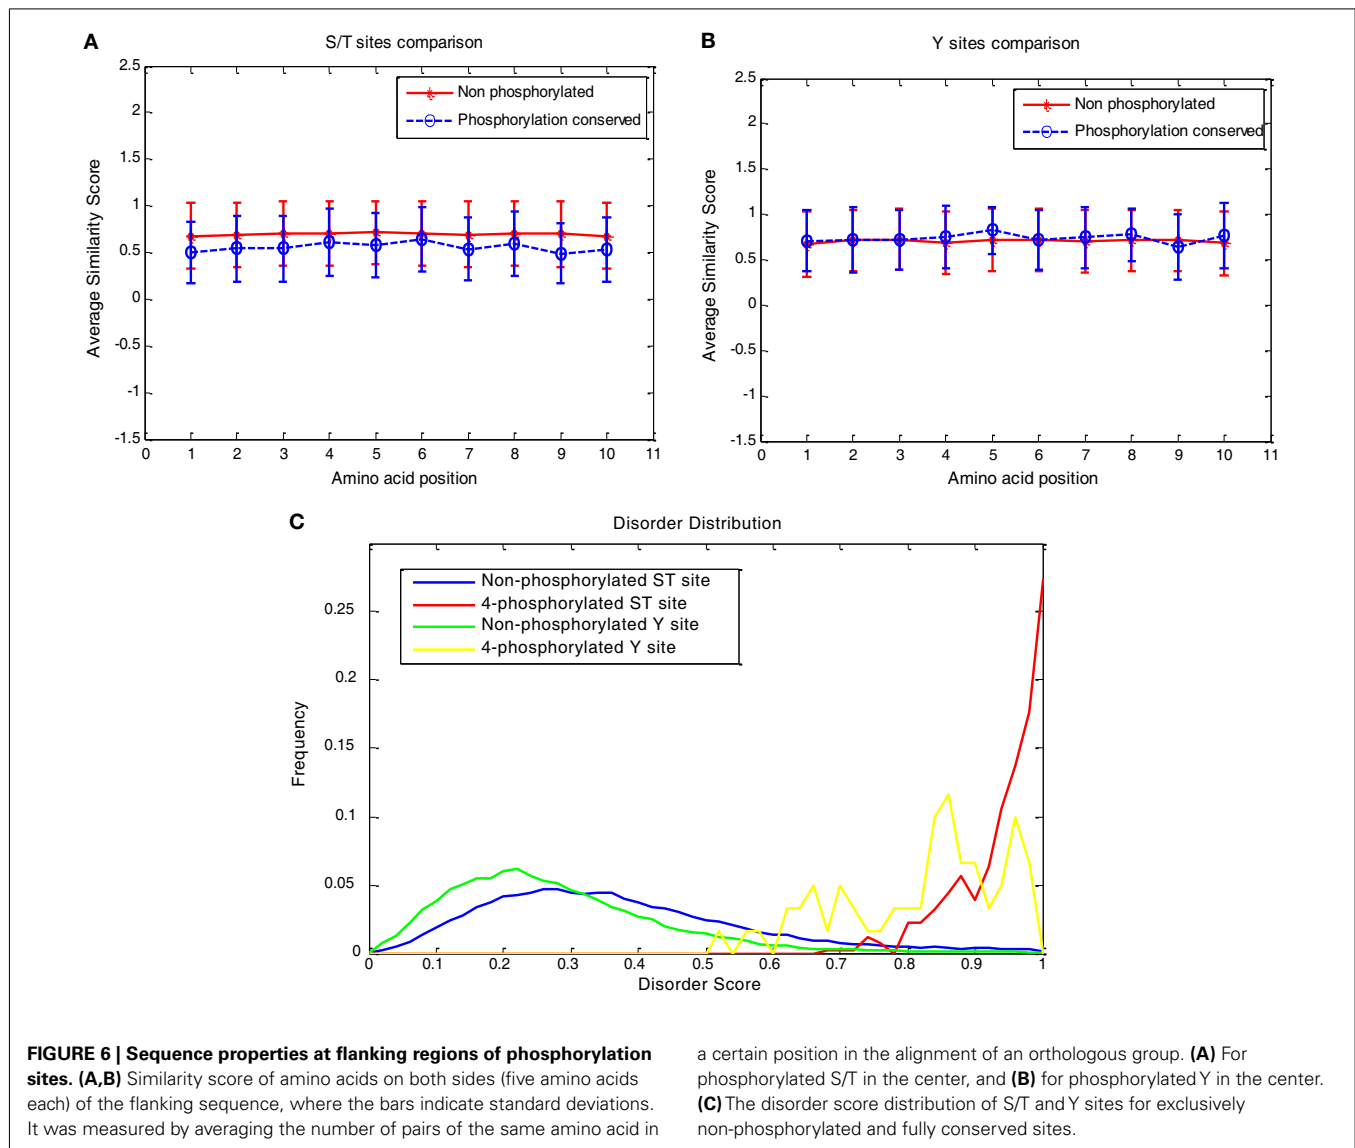 A
S/T sites comparison
2.5
2
1.5
1
0.5
0
-0.5
-1
-1.5
Average Similarity Score
Non phosphorylated
Phosphorylation conserved
0 1 2 3 4 5 6 7 8 9 10 11
Amino acid position
B
Y sites comparison
2.5
2
1.5
1
0.5
0
-0.5
-1
-1.5
Average Similarity Score
Non phosphorylated
Phosphorylation conserved
0 1 2 3 4 5 6 7 8 9 10 11
Amino acid position
C
Disorder Distribution
Non-phosphorylated ST site
4-phosphorylated ST site
Non-phosphorylated Y site
4-phosphorylated Y site
0.25
0.2
0.15
0.1
0.05
0
Frequency
0 0.1 0.2 0.3 0.4 0.5 0.6 0.7 0.8 0.9 1
Disorder Score
FIGURE 6 | Sequence properties at flanking regions of phosphorylation
sites. (A,B) Similarity score of amino acids on both sides (five amino acids
each) of the flanking sequence, where the bars indicate standard deviations.
It was measured by averaging the number of pairs of the same amino acid in
a certain position in the alignment of an orthologous group. (A) For
phosphorylated S/T in the center, and (B) for phosphorylated Y in the center.
(C) The disorder score distribution of S/T and Y sites for exclusively
non-phosphorylated and fully conserved sites.